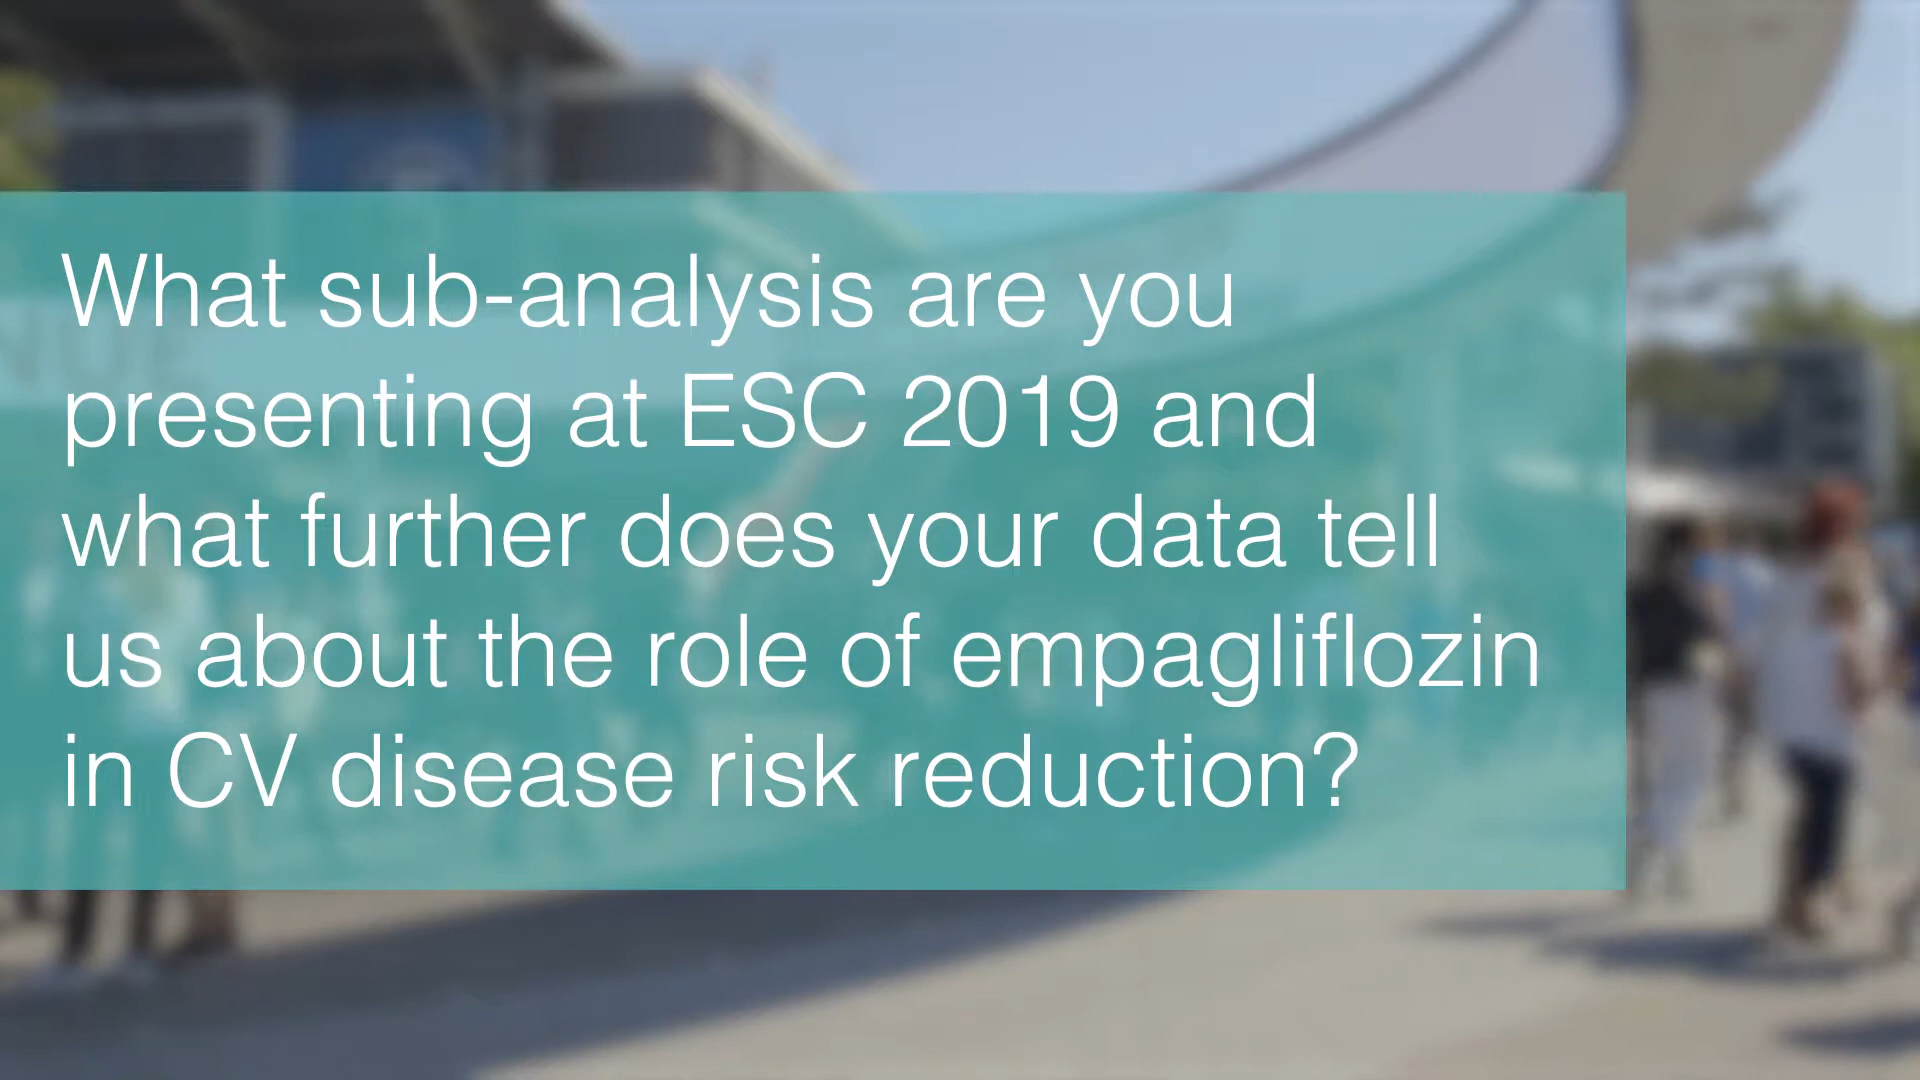 What sub-analysis are you
presenting at ESC 2019 and
what further does your data tell
us about the role of empagliflozin
in CV disease risk reduction?